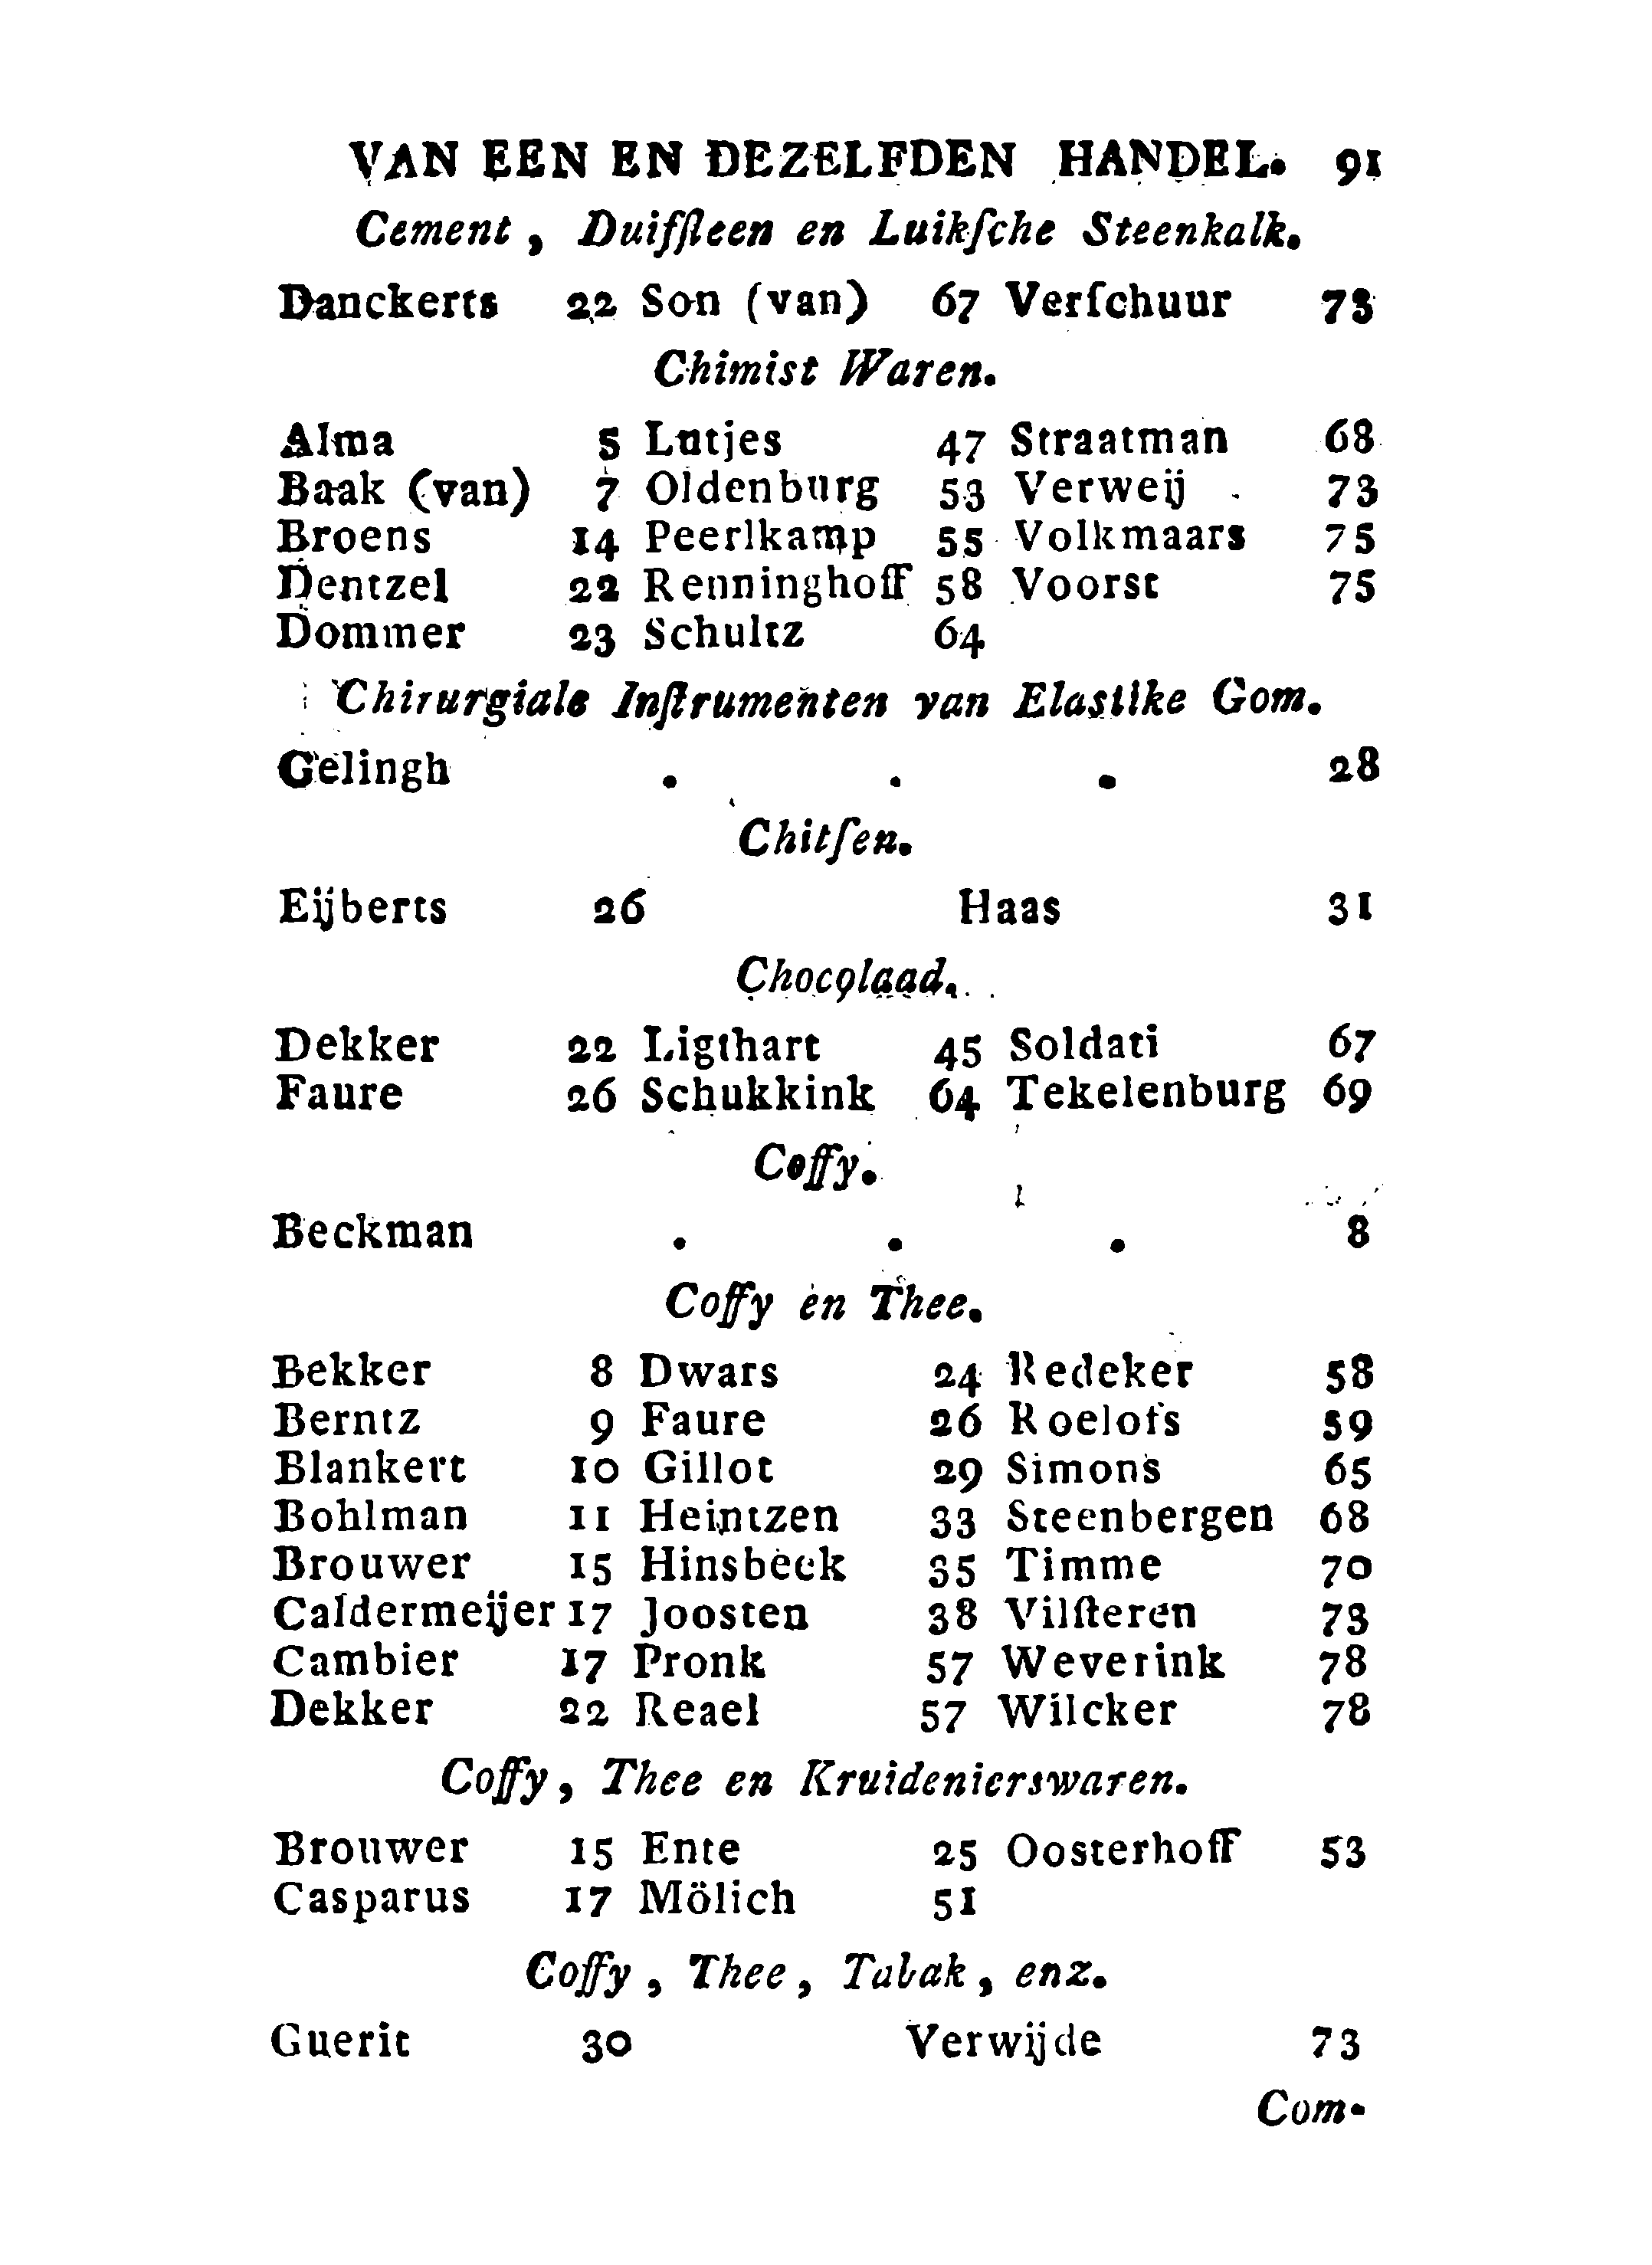 VAN EEN EN DEZELFDEN HANDEL. 91
Cement, Duifſteen en Luikſche Steenkalk.
Danckerts 22 Son (van) 67 Verſchuur 73
Chimist Waren.
Alma 5 Lutjes 47 Straatman 68
Baak (van) 7 Oldenburg 53 Verweij 73
Broens 14 Peerlkamp 55 Volkmaars 75
Dentzel 22 Renninghoff 58 Voorst 75
Dommer 23 Schultz 64
Chirurgiale Inſtrumenten van Elastike Gom.
Gelingh . . . 28
Chitſen.
Eijberts 26 Haas 31
Chocolaad.
Dekker 22 Ligthart 45 Soldati 67
Faure 26 Schukkink 64 Tekelenburg 69
Coffy.
Beckman . . . 8
Coffy en Thee.
Bekker 8 Dwars 24 Redeker 58
Berntz 9 Faure 26 Roelofs 59
Blankert 10 Gillot 29 Simons 65
Bohlman 11 Heintzen 33 Steenbergen 68
Brouwer 15 Hinsbeek 35 Timme 70
Caldermeijer 17 Joosten 38 Vilſteren 73
Cambier 17 Pronk 57 Weverink 78
Dekker 22 Reael 57 Wilcker 78
Coffy, Thee en Kruidenierswaren.
Brouwer 15 Ente 25 Oosterhoff 53
Casparus 17 Mölich 51
Coffy, Thee, Tabak, enz.
Guerit 30 Verwijde 73
Com-